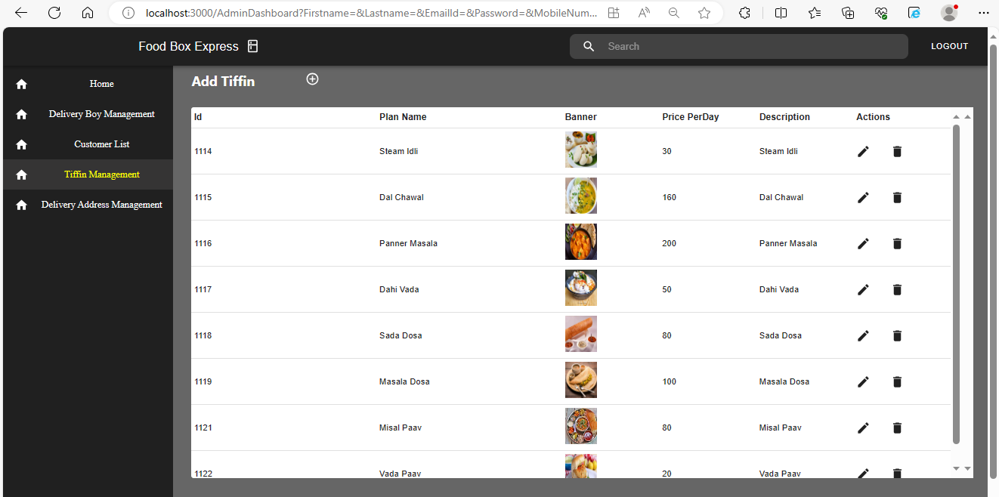 localhost:3000/AdminDashboard?Firstname=&Lastname=&EmailId=&Password=&MobileNum...
Food Box Express
Search
LOGOUT
Home
Delivery Boy Management
Customer List
Tiffin Management
Delivery Address Management
Add Tiffin
Id Plan Name Banner Price PerDay Description Actions
1114 Steam Idli 30 Steam Idli
1115 Dal Chawal 160 Dal Chawal
1116 Panner Masala 200 Panner Masala
1117 Dahi Vada 50 Dahi Vada
1118 Sada Dosa 80 Sada Dosa
1119 Masala Dosa 100 Masala Dosa
1121 Misal Paav 80 Misal Paav
1122 Vada Paav 20 Vada Paav